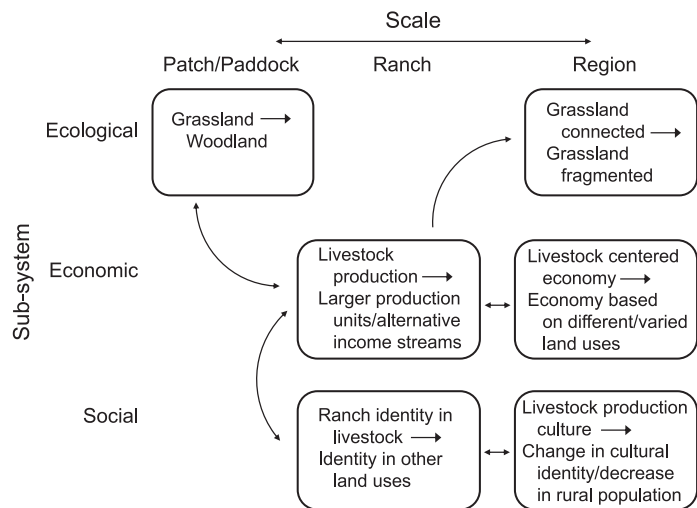 Scale
Patch/Paddock Ranch Region
Sub-system
Ecological
Grassland →
Woodland
Grassland
connected →
Grassland
fragmented
Economic
Livestock
production →
Larger production
units/alternative
income streams
Livestock centered
economy →
Economy based
on different/varied
land uses
Social
Ranch identity in
livestock →
Identity in other
land uses
Livestock production
culture →
Change in cultural
identity/decrease
in rural population